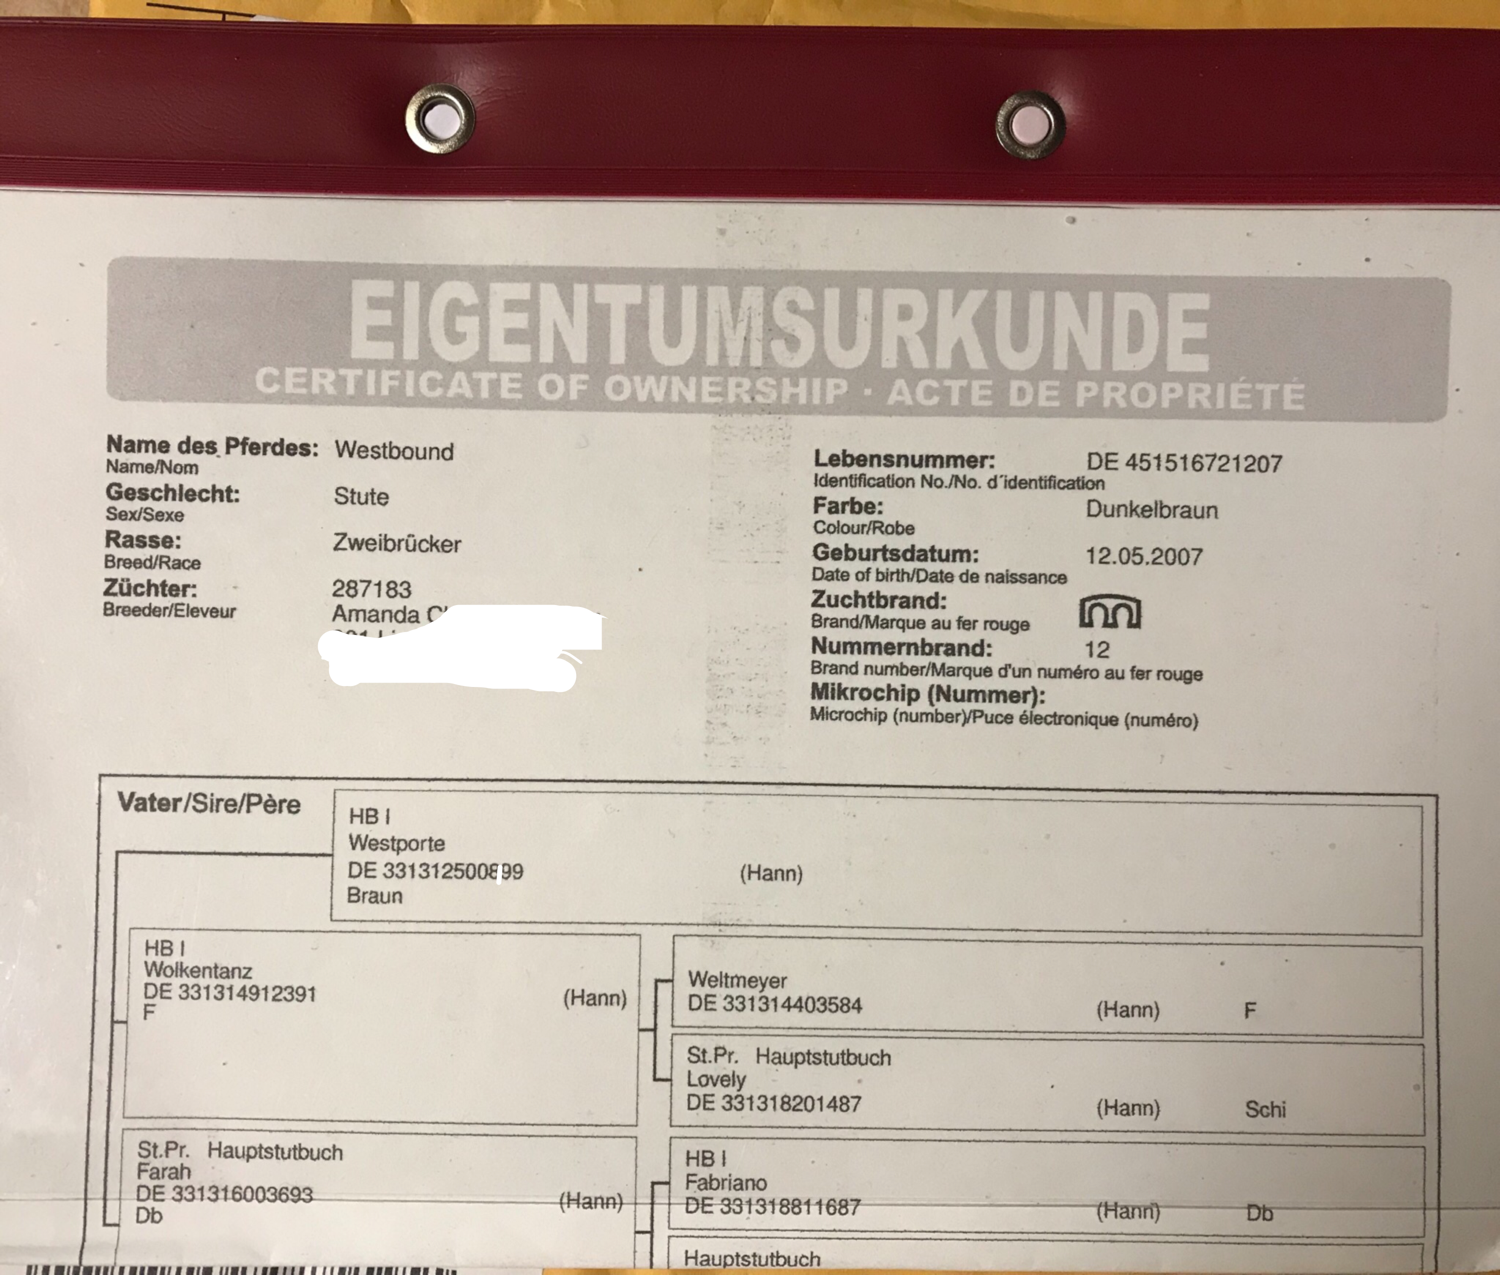 EIGENTUMSURKUNDE
CERTIFICATE OF OWNERSHIP · ACTE DE PROPRIÉTÉ
Name des Pferdes: Westbound
Name/Nom
Geschlecht: Stute
Sex/Sexe
Rasse: Zweibrücker
Breed/Race
Züchter: 287183
Breeder/Eleveur Amanda
Lebensnummer: DE 451516721207
Identification No./No. d´identification
Farbe: Dunkelbraun
Colour/Robe
Geburtsdatum: 12.05.2007
Date of birth/Date de naissance
Zuchtbrand:
Brand/Marque au fer rouge
Nummernbrand: 12
Brand number/Marque d'un numéro au fer rouge
Mikrochip (Nummer):
Microchip (number)/Puce électronique (numéro)
Vater/Sire/Père
HB I
Westporte
DE 331312500899 (Hann)
Braun
HB I
Wolkentanz
DE 331314912391 (Hann)
F
Weltmeyer
DE 331314403584 (Hann) F
St.Pr. Hauptstutbuch
Lovely
DE 331318201487 (Hann) Schi
St.Pr. Hauptstutbuch
Farah
DE 331316003693 (Hann)
Db
HB I
Fabriano
DE 331318811687 (Hann) Db
Hauptstutbuch